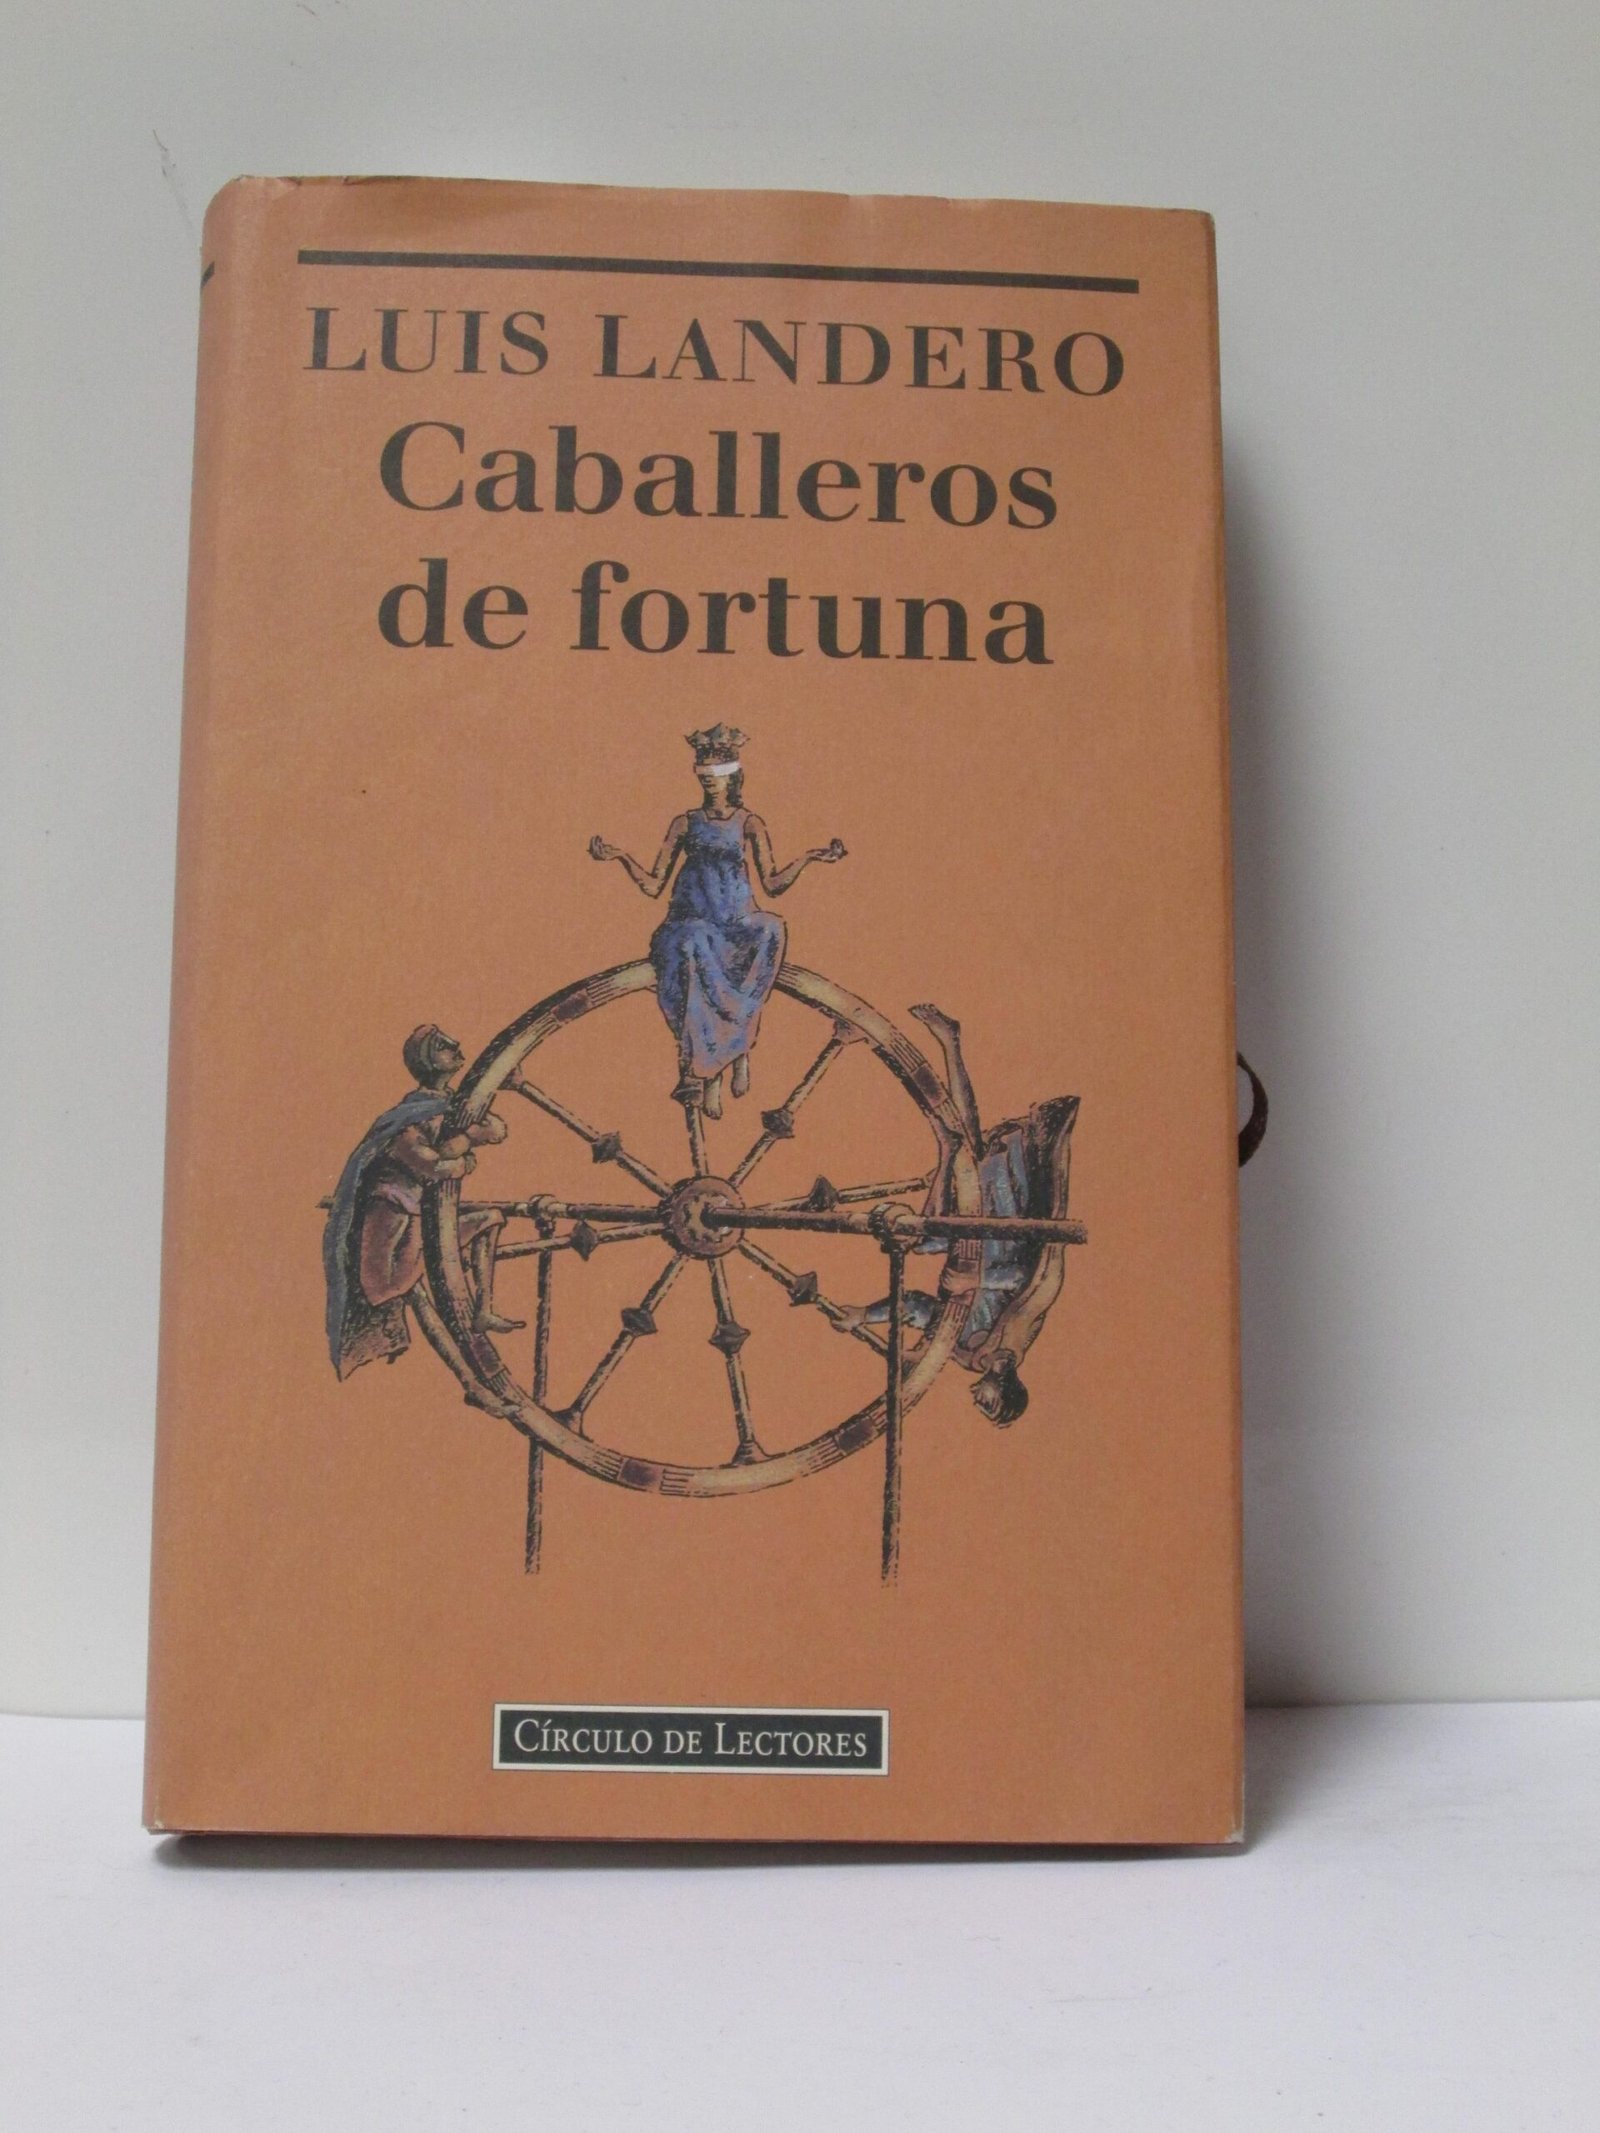 LUIS LANDERO
Caballeros
de fortuna
CÍRCULO DE LECTORES